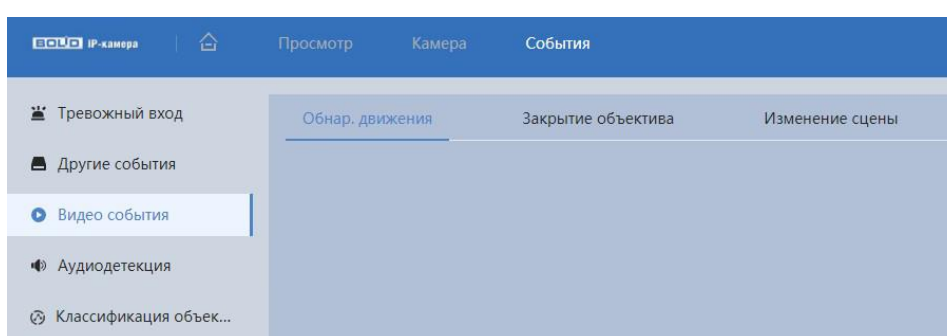 BOLID IP-камера
Просмотр Камера События
Тревожный вход
Обнар. движения Закрытие объектива Изменение сцены
Другие события
Видео события
Аудиодетекция
Классификация объек...